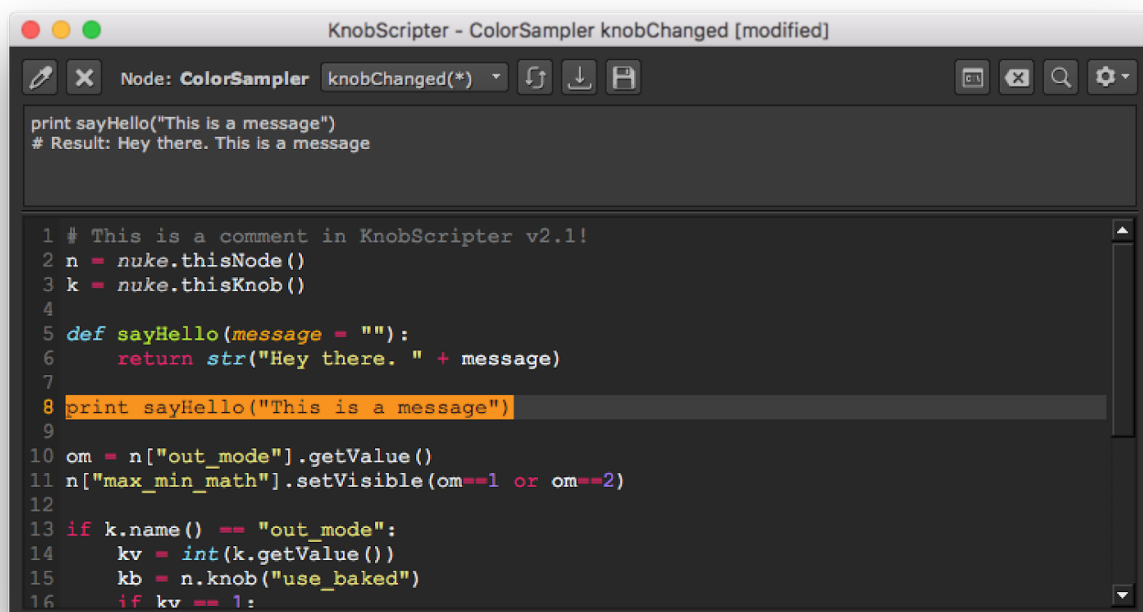 KnobScripter - ColorSampler knobChanged [modified]
Node: ColorSampler knobChanged(*)
print sayHello("This is a message")
# Result: Hey there. This is a message
1 # This is a comment in KnobScripter v2.1!
2 n = nuke.thisNode()
3 k = nuke.thisKnob()
4
5 def sayHello(message = ""):
6     return str("Hey there. " + message)
7
8 print sayHello("This is a message")
9
10 om = n["out_mode"].getValue()
11 n["max_min_math"].setVisible(om==1 or om==2)
12
13 if k.name() == "out_mode":
14     kv = int(k.getValue())
15     kb = n.knob("use_baked")
16     if kv == 1: